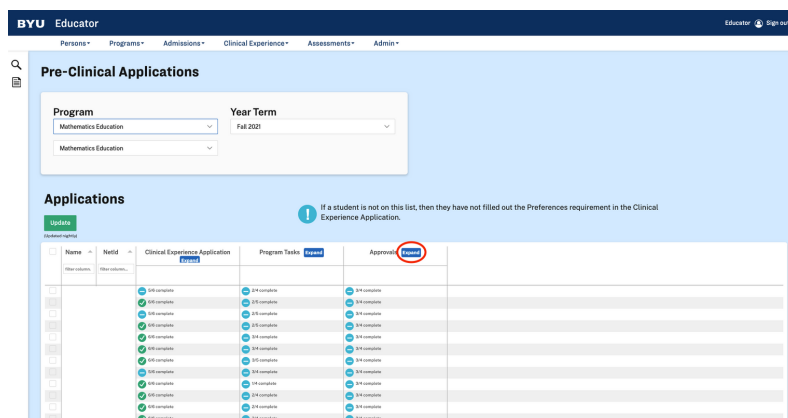 BYU Educator
Educator Sign out
Persons Programs Admissions Clinical Experience Assessments Admin
Pre-Clinical Applications
Program Year Term
Mathematics Education Fall 2021
Mathematics Education
Applications
If a student is not on this list, then they have not filled out the Preferences requirement in the Clinical
Experience Application.
Update
(Updated nightly)
Name NetId Clinical Experience Application Program Tasks Expand Approvals Expand
Expand
filter column. filter column...
5/6 complete 2/4 complete 3/4 complete
6/6 complete 2/5 complete 3/4 complete
5/6 complete 2/5 complete 3/4 complete
6/6 complete 2/5 complete 3/4 complete
6/6 complete 3/4 complete 3/4 complete
6/6 complete 3/4 complete 3/4 complete
6/6 complete 3/5 complete 3/4 complete
5/6 complete 3/4 complete 3/4 complete
6/6 complete 1/4 complete 3/4 complete
6/6 complete 2/4 complete 3/4 complete
6/6 complete 2/4 complete 3/4 complete